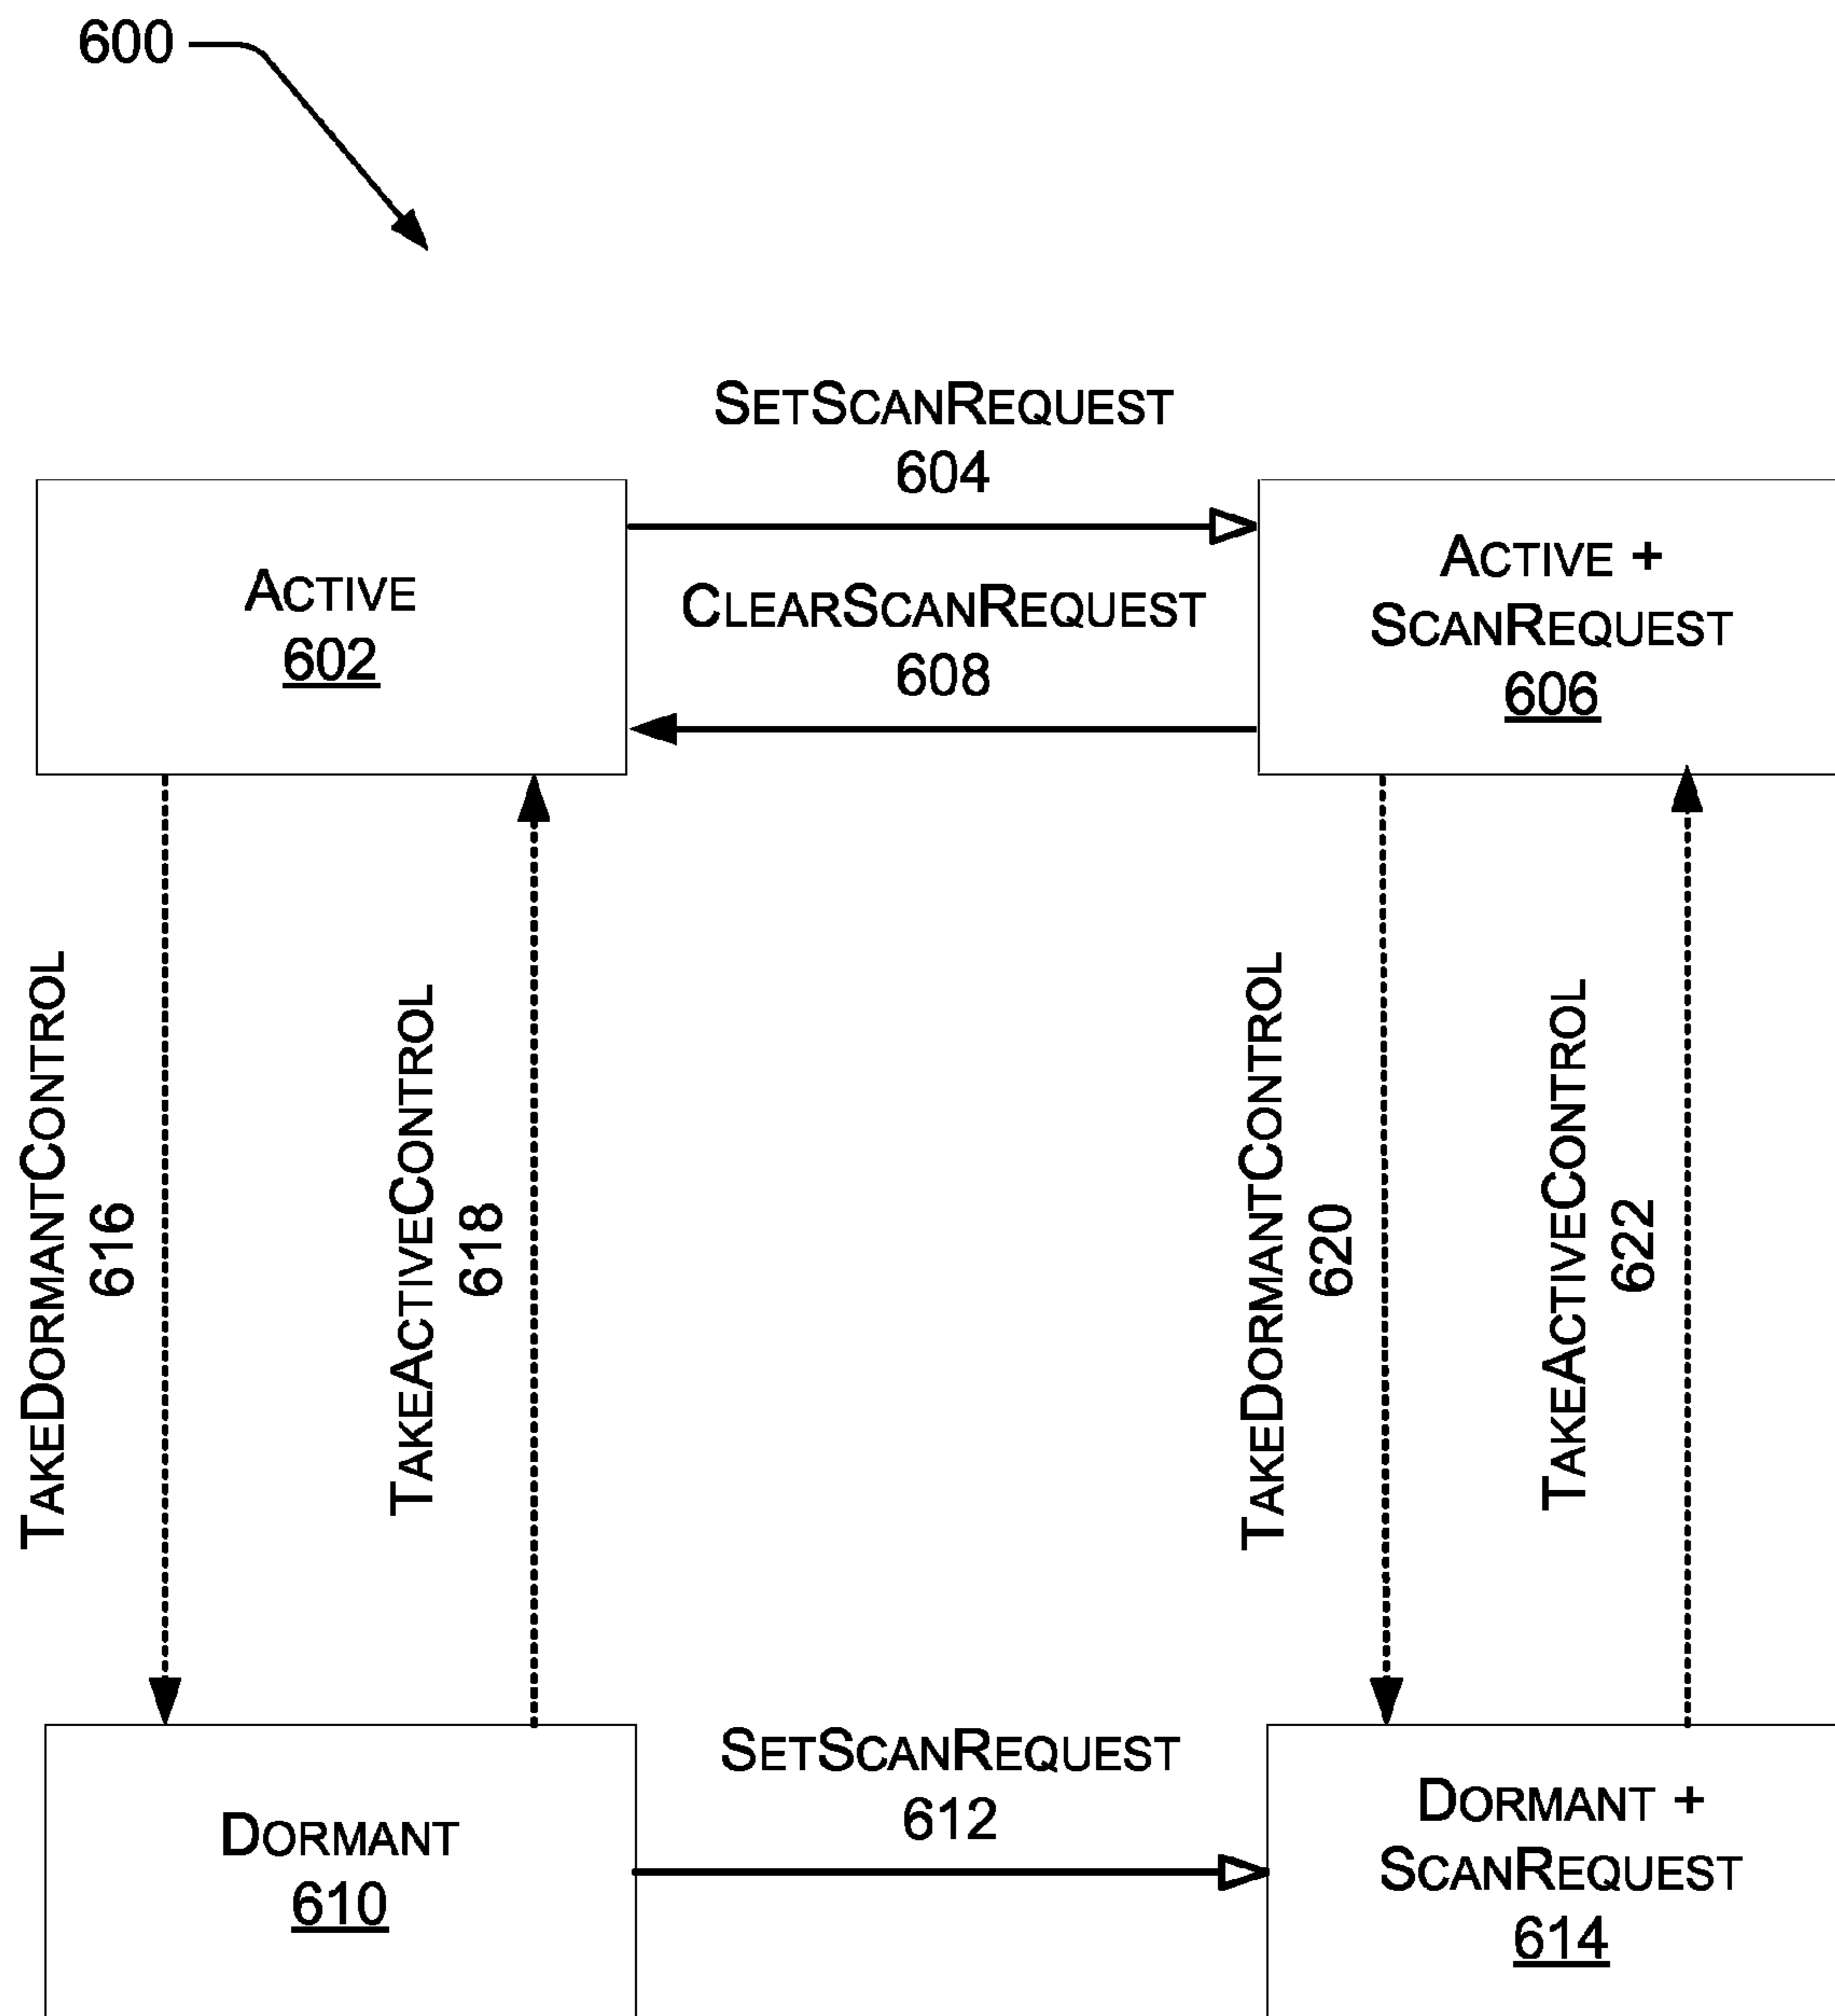 600
SetScanRequest
604
Active
602
ClearScanRequest
608
Active +
ScanRequest
606
TakeDormantControl
616
TakeActiveControl
618
TakeDormantControl
620
TakeActiveControl
622
Dormant
610
SetScanRequest
612
Dormant +
ScanRequest
614